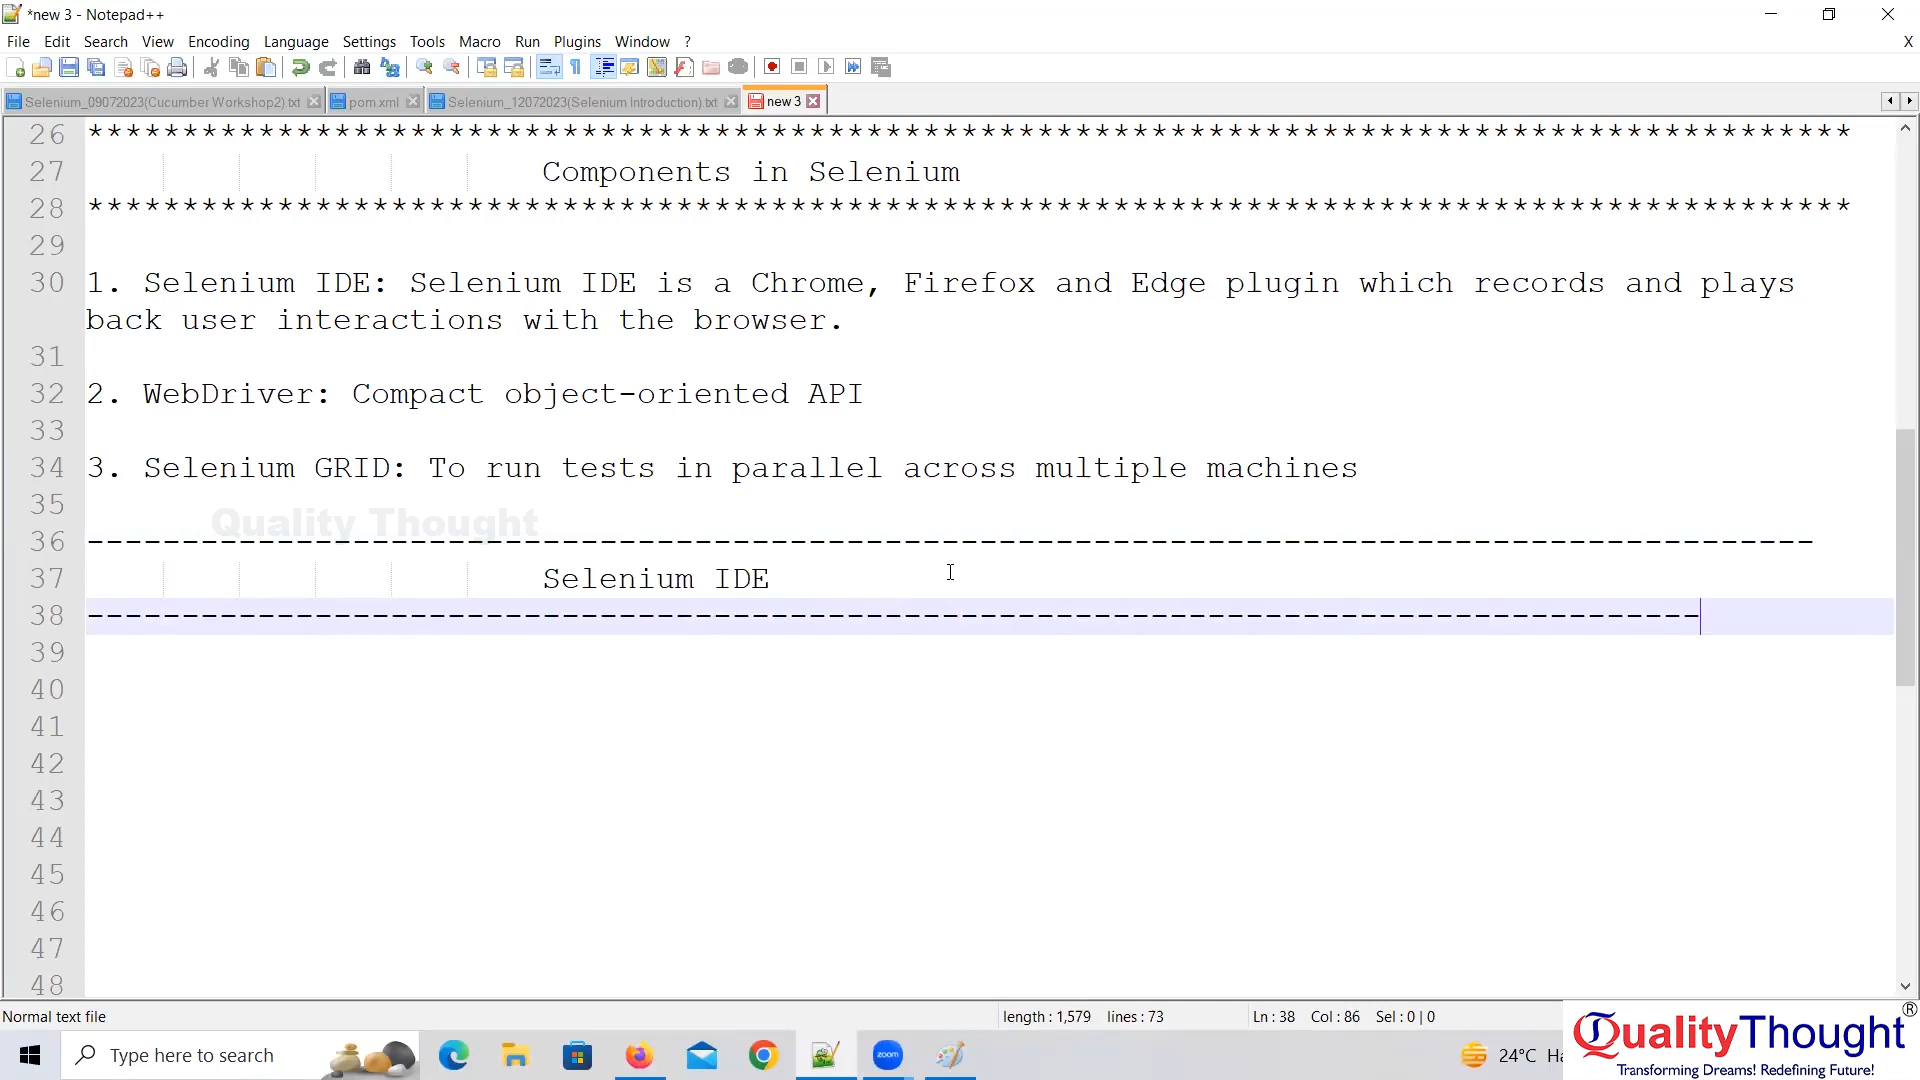 *new 3 - Notepad++
File Edit Search View Encoding Language Settings Tools Macro Run Plugins Window ? X
Selenium_09072023(Cucumber Workshop2).txt pom.xml Selenium_12072023(Selenium Introduction).txt new 3
26 *********************************************************************************************
27 Components in Selenium
28 *********************************************************************************************
29
30 1. Selenium IDE: Selenium IDE is a Chrome, Firefox and Edge plugin which records and plays
back user interactions with the browser.
31
32 2. WebDriver: Compact object-oriented API
33
34 3. Selenium GRID: To run tests in parallel across multiple machines
35
Quality Thought
36 -------------------------------------------------------------------------------------------
37 Selenium IDE
38 -------------------------------------------------------------------------------------
39
40
41
42
43
44
45
46
47
48
Normal text file length : 1,579 lines : 73 Ln : 38 Col : 86 Sel : 0 | 0
Type here to search zoom 24°C
QualityThought ®
Transforming Dreams! Redefining Future!